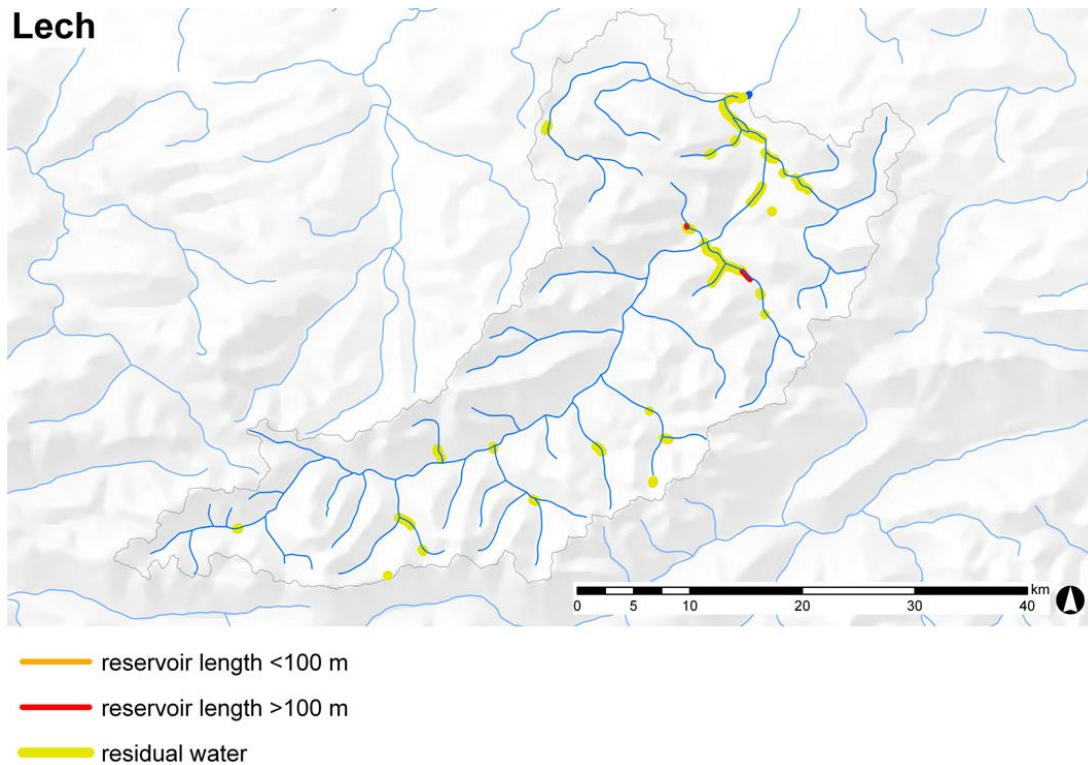 Lech
km
0 5 10 20 30 40
reservoir length <100 m
reservoir length >100 m
residual water